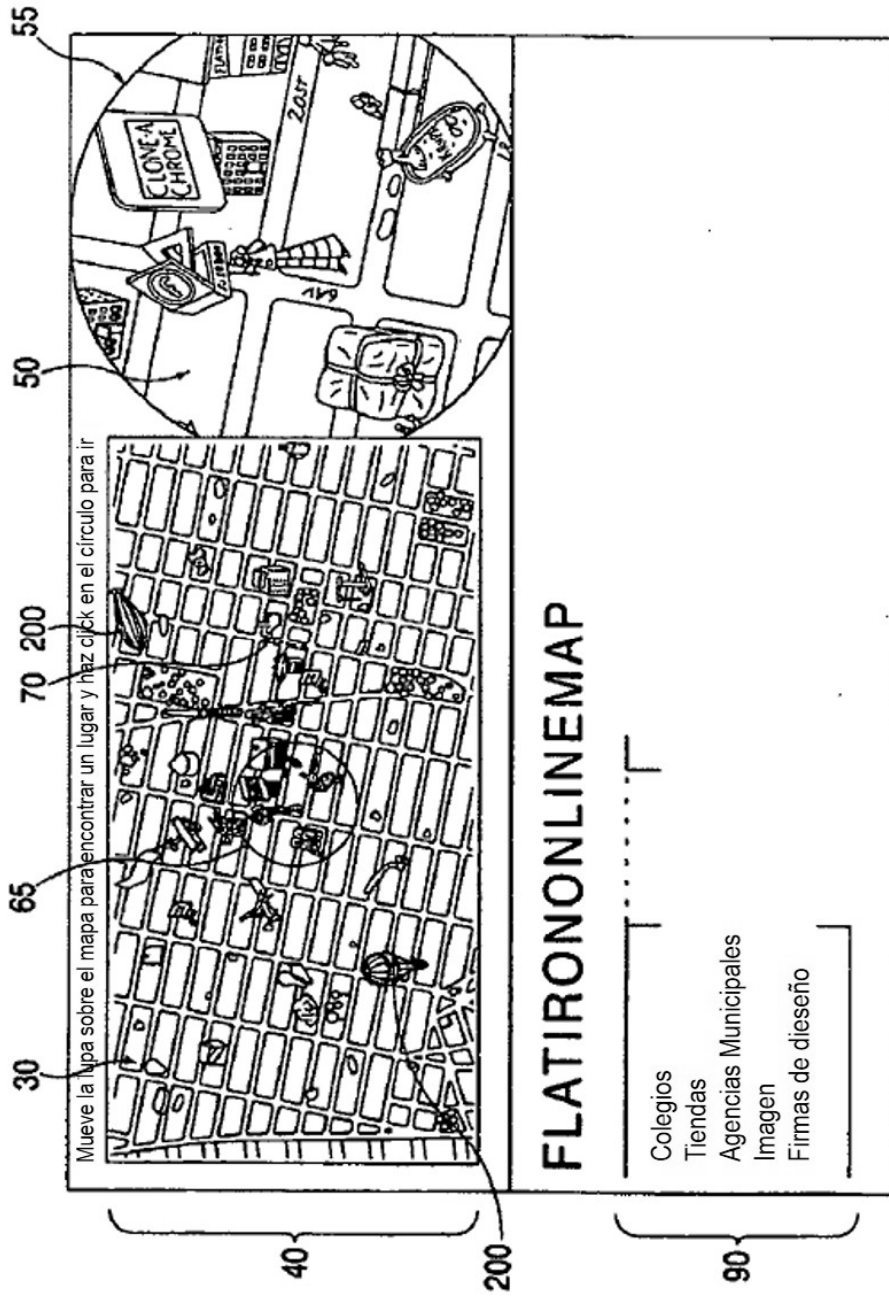 Mueve la lupa sobre el mapa para encontrar un lugar y haz click en el círculo para ir
30
65
70
200
50
55
CLONE-A
CHROME
20ST
6AV
40
200
FLATIRONONLINEMAP
90
Colegios
Tiendas
Agencias Municipales
Imagen
Firmas de dieseño